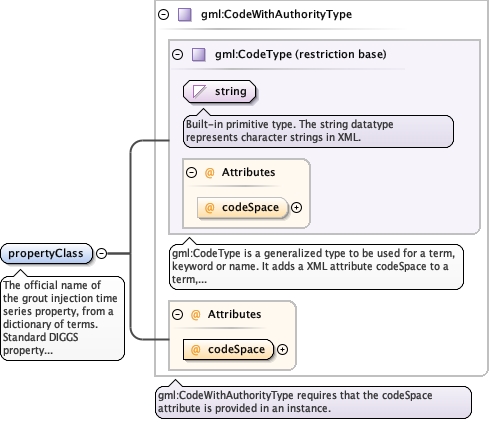 gml:CodeWithAuthorityType
gml:CodeType (restriction base)
string
Built-in primitive type. The string datatype
represents character strings in XML.
@ Attributes
@ codeSpace
gml:CodeType is a generalized type to be used for a term,
keyword or name. It adds a XML attribute codeSpace to a
term,...
propertyClass
The official name of
the grout injection time
series property, from a
dictionary of terms.
Standard DIGGS
property...
@ Attributes
@ codeSpace
gml:CodeWithAuthorityType requires that the codeSpace
attribute is provided in an instance.